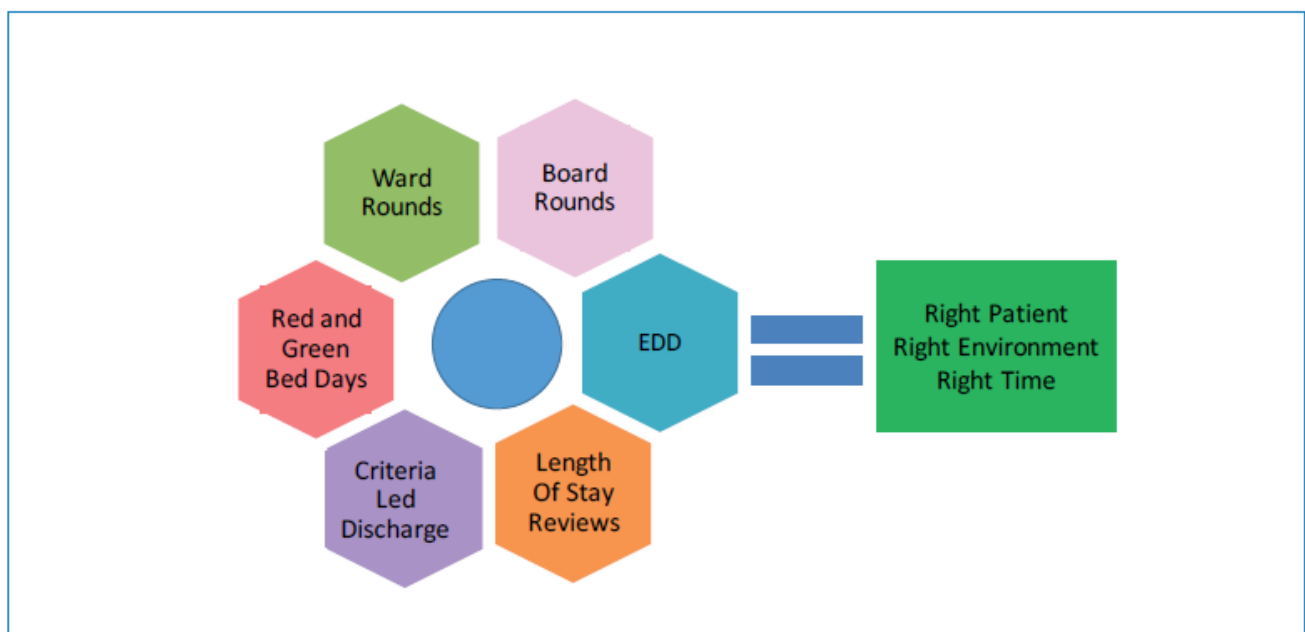 Ward
Rounds
Board
Rounds
Red and
Green
Bed Days
EDD
Right Patient
Right Environment
Right Time
Criteria
Led
Discharge
Length
Of Stay
Reviews